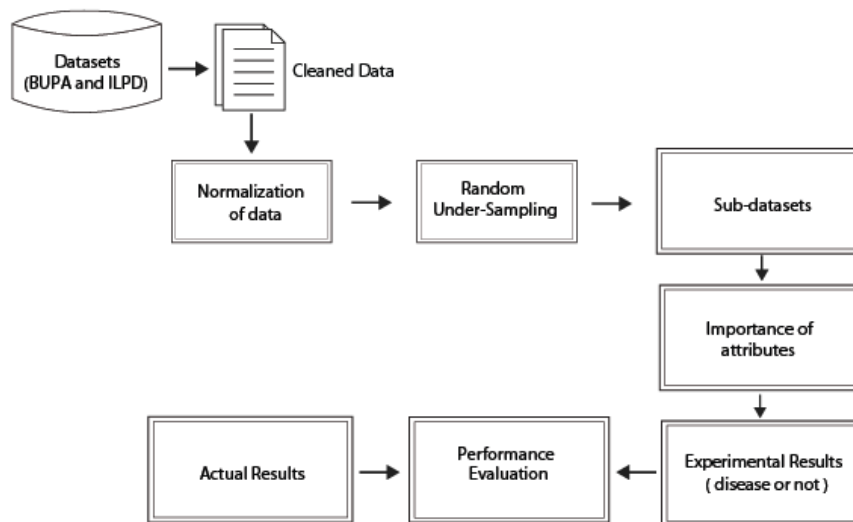 Datasets
(BUPA and ILPD)
Cleaned Data
Normalization
of data
Random
Under-Sampling
Sub-datasets
Importance of
attributes
Actual Results
Performance
Evaluation
Experimental Results
( disease or not )